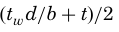 (t_w d/b + t)/2